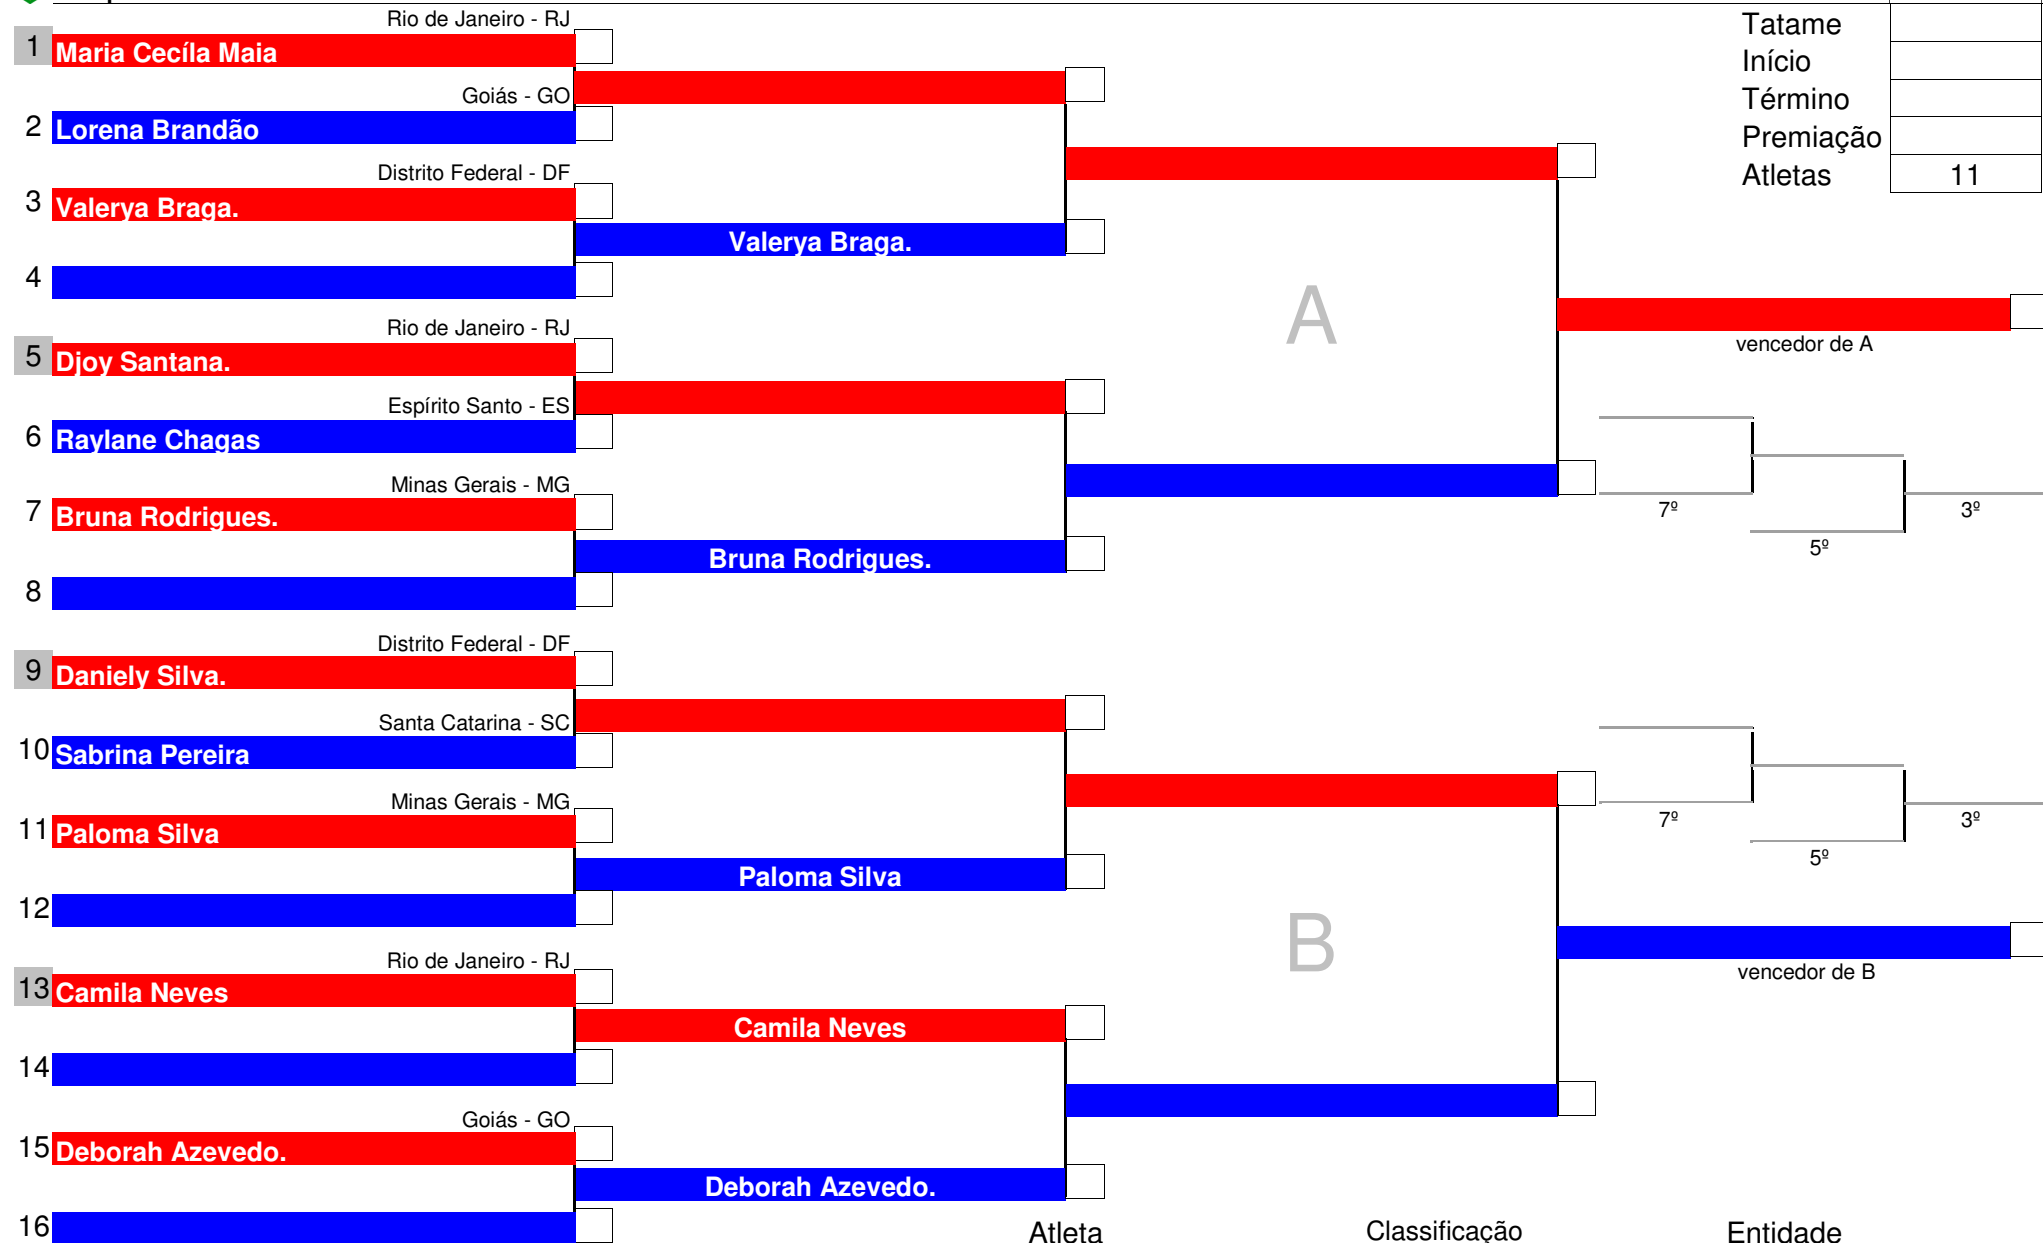 Rio de Janeiro - RJ
1 Maria Cecíla Maia
Goiás - GO
2 Lorena Brandão
Distrito Federal - DF
3 Valerya Braga.
Valerya Braga.
4
Rio de Janeiro - RJ
5 Djoy Santana.
Espírito Santo - ES
6 Raylane Chagas
Minas Gerais - MG
7 Bruna Rodrigues.
Bruna Rodrigues.
8
Distrito Federal - DF
9 Daniely Silva.
Santa Catarina - SC
10 Sabrina Pereira
Minas Gerais - MG
11 Paloma Silva
Paloma Silva
12
Rio de Janeiro - RJ
13 Camila Neves
Camila Neves
14
Goiás - GO
15 Deborah Azevedo.
Deborah Azevedo.
16
A
B
Tatame
Início
Término
Premiação
Atletas 11
vencedor de A
7º
3º
5º
7º
3º
5º
vencedor de B
Atleta Classificação Entidade